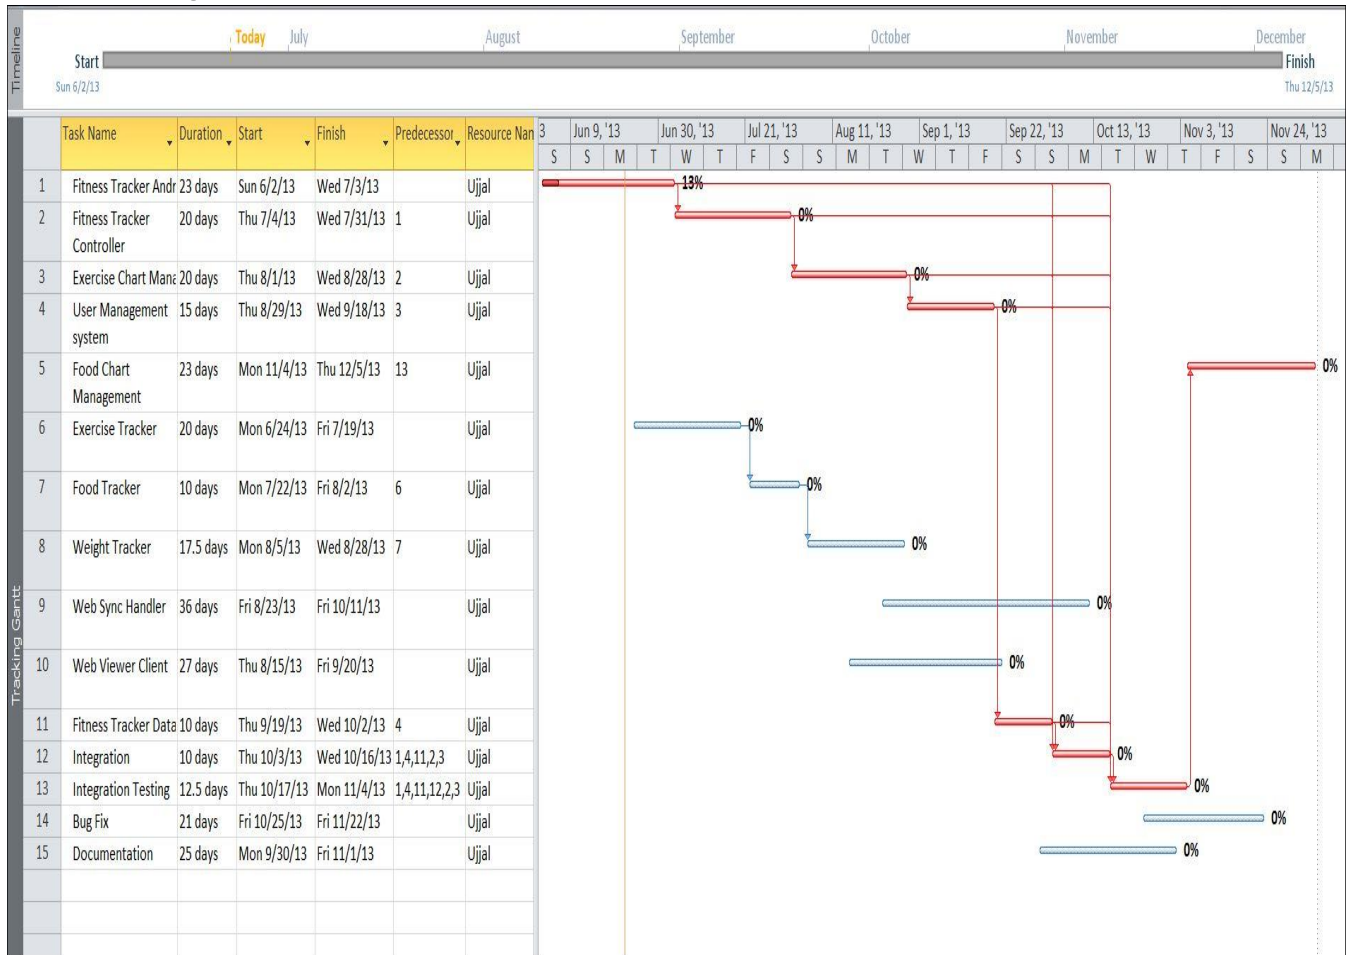 Timeline
Today July August September October November December
Start Finish
Sun 6/2/13 Thu 12/5/13
Tracking Gantt
Task Name Duration Start Finish Predecessor Resource Nan 3 Jun 9, '13 Jun 30, '13 Jul 21, '13 Aug 11, '13 Sep 1, '13 Sep 22, '13 Oct 13, '13 Nov 3, '13 Nov 24, '13
S S M T W T F S S M T W T F S S M T W T F S S M
1 Fitness Tracker Andr 23 days Sun 6/2/13 Wed 7/3/13 Ujjal 13%
2 Fitness Tracker 20 days Thu 7/4/13 Wed 7/31/13 1 Ujjal 0%
Controller
3 Exercise Chart Mana 20 days Thu 8/1/13 Wed 8/28/13 2 Ujjal 0%
4 User Management 15 days Thu 8/29/13 Wed 9/18/13 3 Ujjal 0%
system
5 Food Chart 23 days Mon 11/4/13 Thu 12/5/13 13 Ujjal 0%
Management
6 Exercise Tracker 20 days Mon 6/24/13 Fri 7/19/13 Ujjal 0%
7 Food Tracker 10 days Mon 7/22/13 Fri 8/2/13 6 Ujjal 0%
8 Weight Tracker 17.5 days Mon 8/5/13 Wed 8/28/13 7 Ujjal 0%
9 Web Sync Handler 36 days Fri 8/23/13 Fri 10/11/13 Ujjal 0%
10 Web Viewer Client 27 days Thu 8/15/13 Fri 9/20/13 Ujjal 0%
11 Fitness Tracker Data 10 days Thu 9/19/13 Wed 10/2/13 4 Ujjal 0%
12 Integration 10 days Thu 10/3/13 Wed 10/16/13 1,4,11,2,3 Ujjal 0%
13 Integration Testing 12.5 days Thu 10/17/13 Mon 11/4/13 1,4,11,12,2,3 Ujjal 0%
14 Bug Fix 21 days Fri 10/25/13 Fri 11/22/13 Ujjal 0%
15 Documentation 25 days Mon 9/30/13 Fri 11/1/13 Ujjal 0%